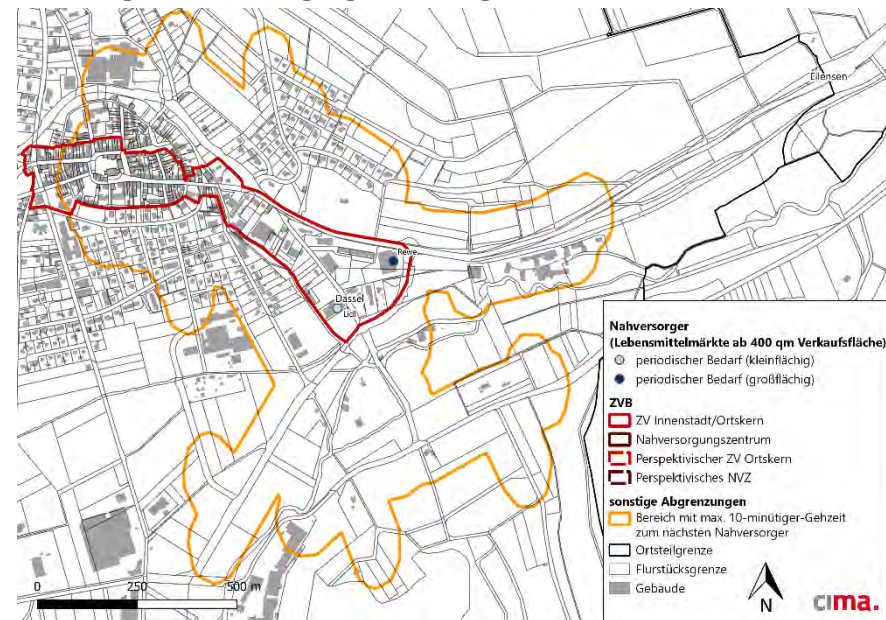 Eilensen
Rewe
Dassel
Lidl
Nahversorger
(Lebensmittelmärkte ab 400 qm Verkaufsfläche)
periodischer Bedarf (kleinflächig)
periodischer Bedarf (großflächig)
ZVB
ZV Innenstadt/Ortskern
Nahversorgungszentrum
Perspektivischer ZV Ortskern
Perspektivisches NVZ
sonstige Abgrenzungen
Bereich mit max. 10-minütiger-Gehzeit
zum nächsten Nahversorger
Ortsteilgrenze
Flurstücksgrenze
Gebäude
0 250 500 m
N
cima.